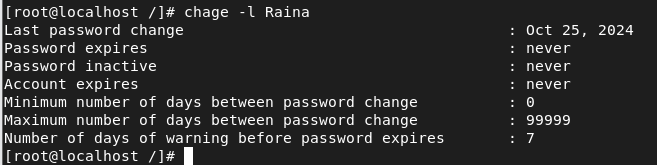 [root@localhost /]# chage -l Raina
Last password change : Oct 25, 2024
Password expires : never
Password inactive : never
Account expires : never
Minimum number of days between password change : 0
Maximum number of days between password change : 99999
Number of days of warning before password expires : 7
[root@localhost /]#